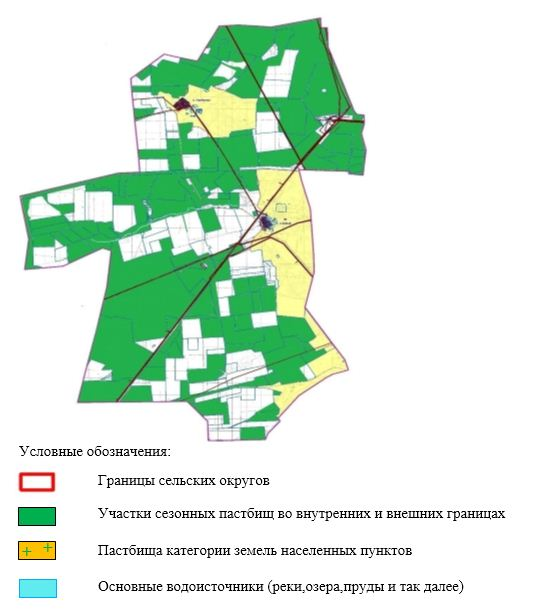 Условные обозначения:
Границы сельских округов
Участки сезонных пастбищ во внутренних и внешних границах
Пастбища категории земель населенных пунктов
Основные водоисточники (реки,озера,пруды и так далее)